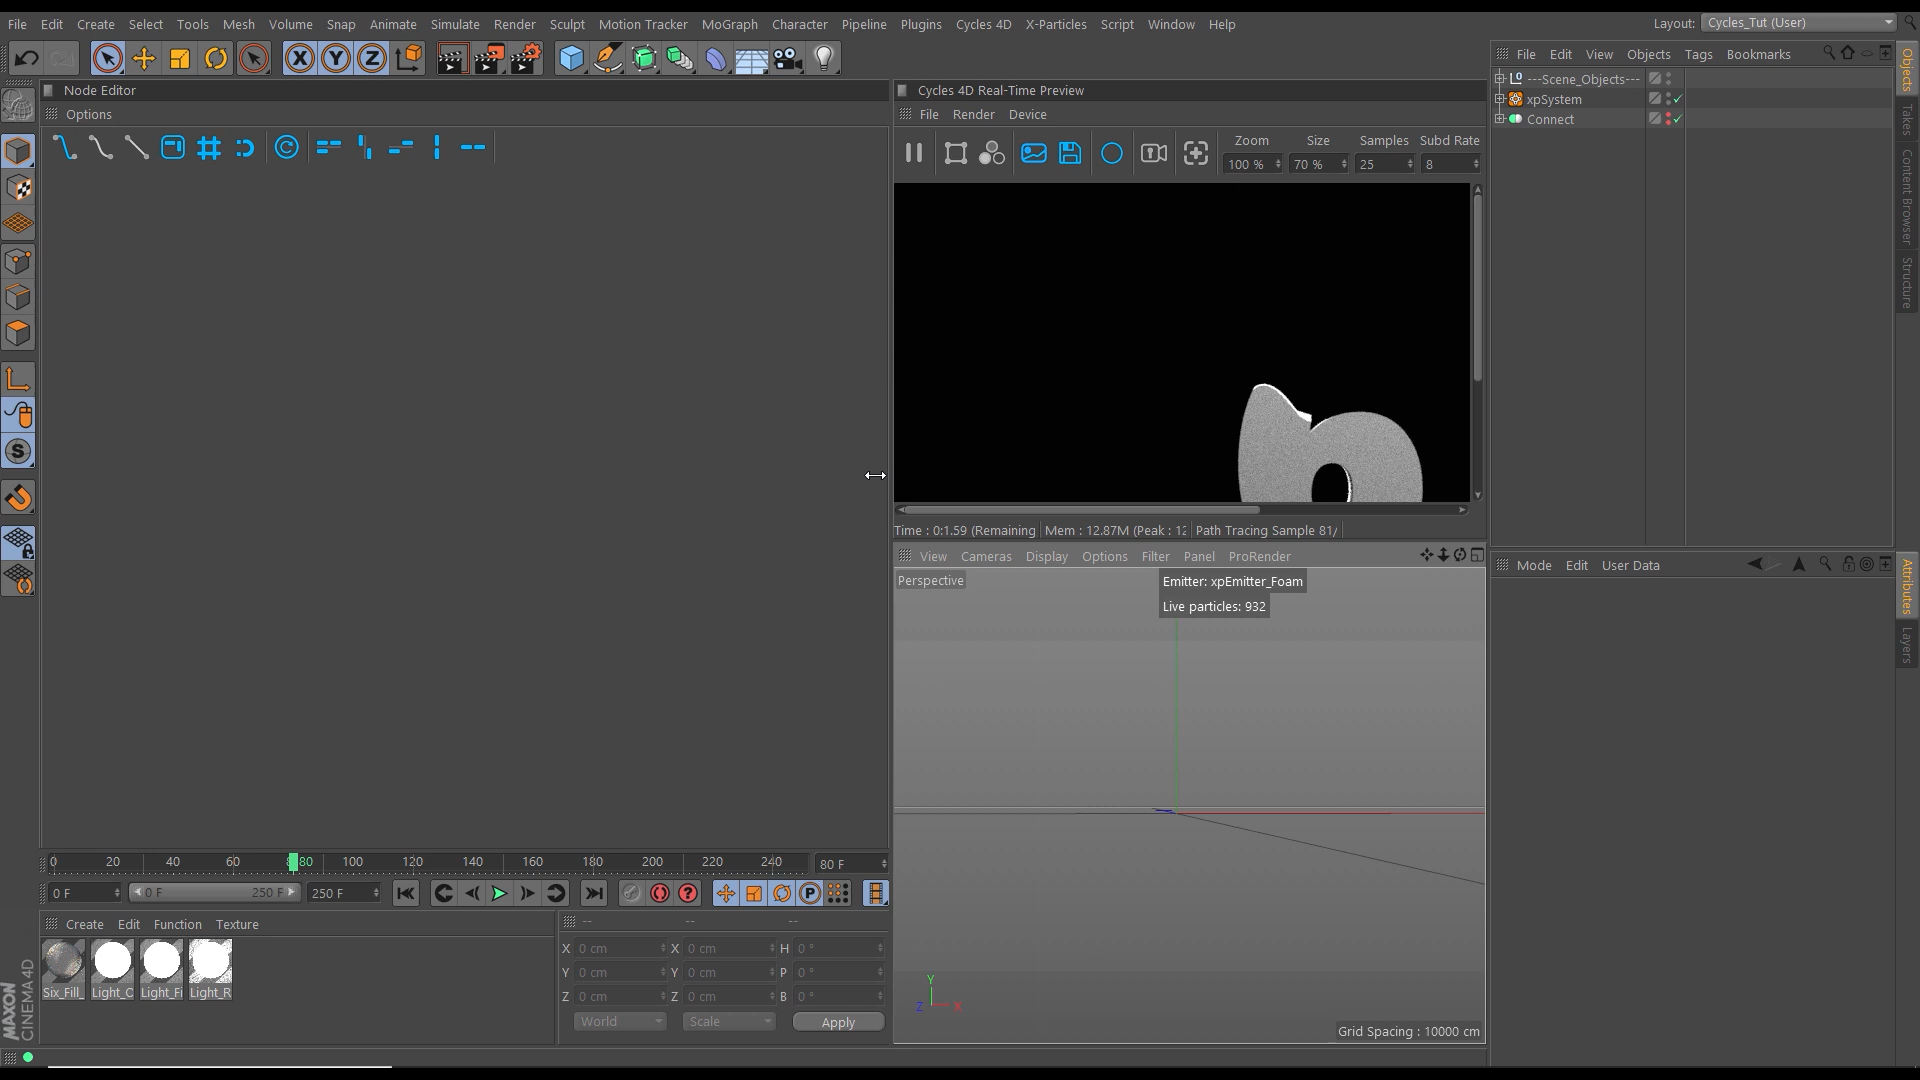 File Edit Create Select Tools Mesh Volume Snap Animate Simulate Render Sculpt Motion Tracker MoGraph Character Pipeline Plugins Cycles 4D X-Particles Script Window Help Layout: Cycles_Tut (User)
File Edit View Objects Tags Bookmarks
---Scene_Objects---
xpSystem
Connect
Objects
Takes
Content Browser
Structure
Node Editor
Options
Cycles 4D Real-Time Preview
File Render Device
Zoom Size Samples Subd Rate
100 % 70 % 25 8
Time : 0:1.59 (Remaining Mem : 12.87M (Peak : 12 Path Tracing Sample 81/
View Cameras Display Options Filter Panel ProRender
Perspective
Emitter: xpEmitter_Foam
Live particles: 932
Y
Z X
Grid Spacing : 10000 cm
Mode Edit User Data
Attributes
Layers
0 20 40 60 80 100 120 140 160 180 200 220 240 80 F
0 F 0 F 250 F 250 F
Create Edit Function Texture
Six_Fill_ Light_C Light_Fi Light_R
-- -- --
X 0 cm X 0 cm H 0 °
Y 0 cm Y 0 cm P 0 °
Z 0 cm Z 0 cm B 0 °
World Scale Apply
MAXON
CINEMA 4D